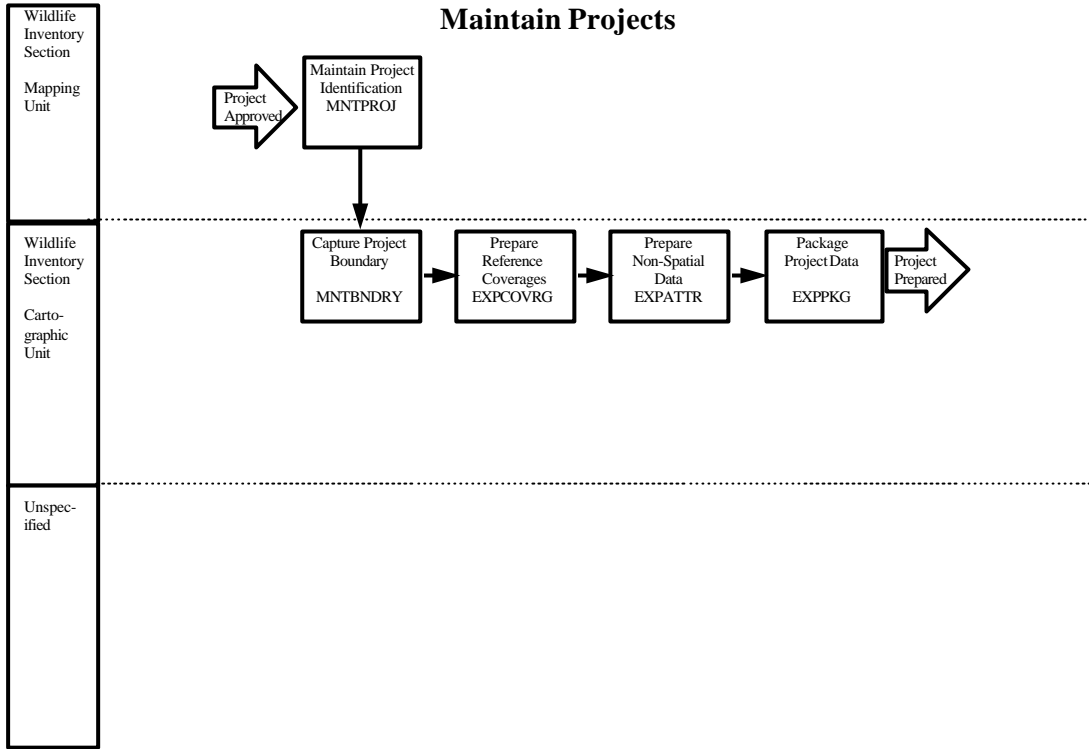 Maintain Projects
Wildlife
Inventory
Section
Mapping
Unit
Project
Approved
Maintain Project
Identification
MNTPROJ
Wildlife
Inventory
Section
Carto-
graphic
Unit
Capture Project
Boundary
MNTBNDRY
Prepare
Reference
Coverages
EXPCOVRG
Prepare
Non-Spatial
Data
EXPATTR
Package
Project Data
EXPPKG
Project
Prepared
Unspec-
ified